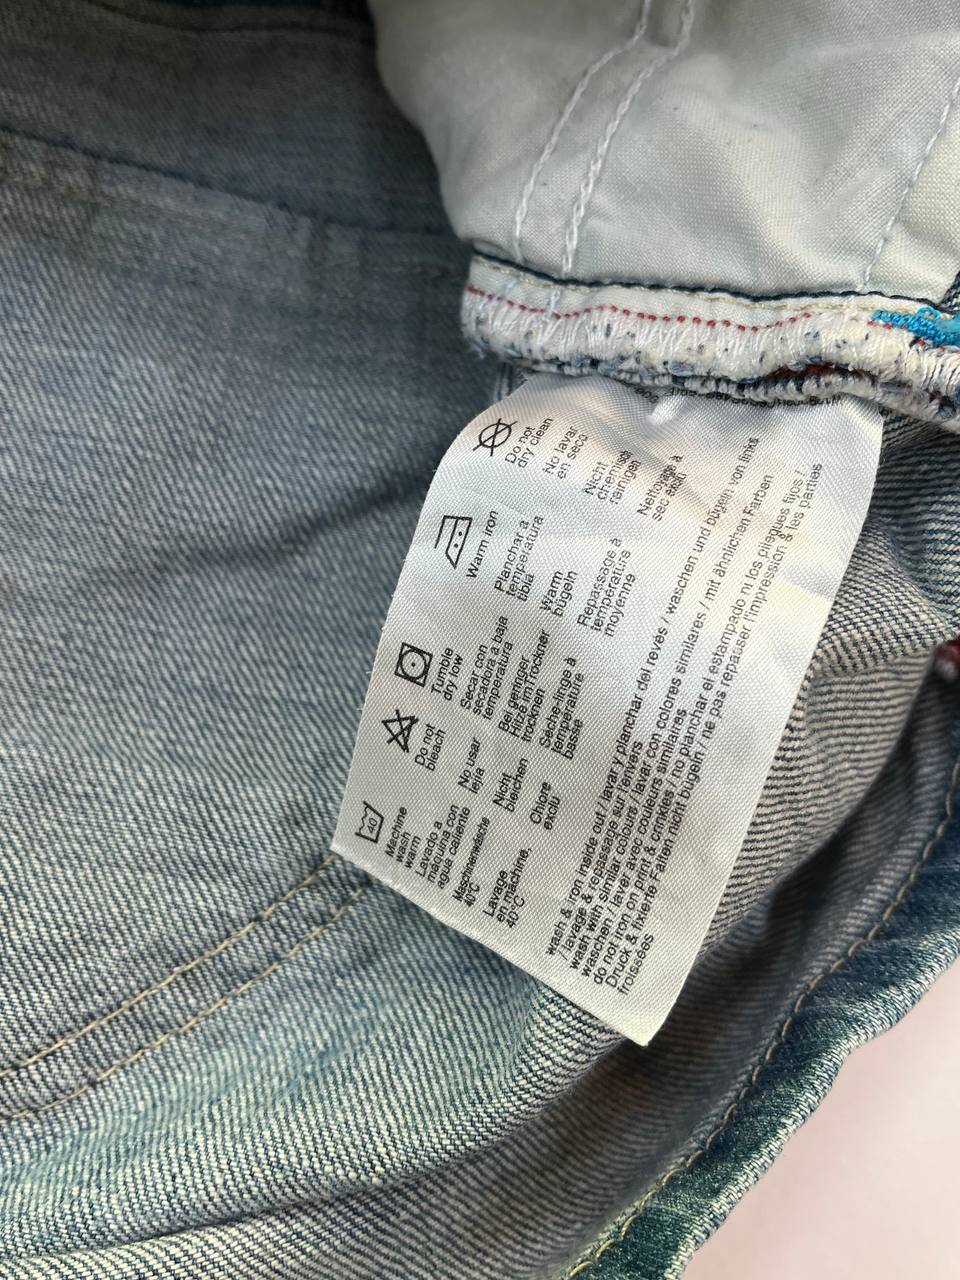 40
Machine
wash
warm
Lavado a
máquina con
agua caliente
Maschinenwäsche
40°C
Lavage
en machine,
40°C
Do not
bleach
No usar
lejia
Nicht
bleichen
Chlore
exclu
Tumble
dry low
Secar con
secadora a baja
temperatura
Bei geringer
Hitze im Trockner
trocknen
Sèche-linge à
température
basse
Warm iron
Planchar a
temperatura
tibia
Warm
bügeln
Repassage à
température
moyenne
Do not
dry clean
No lavar
en seco
Nicht
chemisch
reinigen
Nettoyage à
sec exclu
wash & iron inside out / lavar y planchar del revés / waschen und bügeln von links
/ lavage & repassage sur l'envers
wash with similar colours / lavar con colores similares / mit ähnlichen Farben
waschen / laver avec couleurs similaires
do not iron on print & crinkles / no planchar el estampado ni los pliegues fijos /
Druck & fixierte Falten nicht bügeln / ne pas repasser l'impression & les parties
froissées